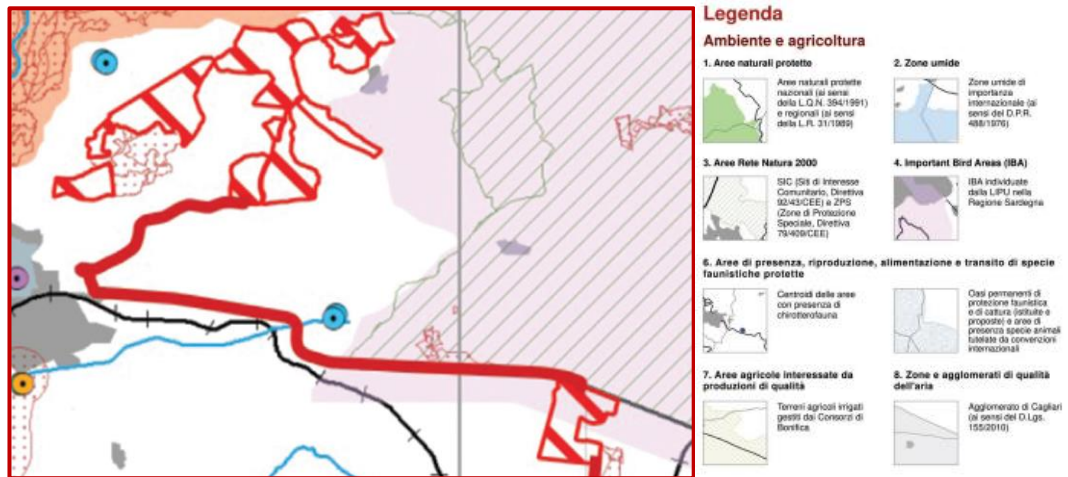 Legenda
Ambiente e agricoltura
1. Aree naturali protette
Aree naturali protette
nazionali (ai sensi
della L.Q.N. 394/1991)
e regionali (ai sensi
della L.R. 31/1989)
2. Zone umide
Zone umide di
importanza
internazionale (ai
sensi del D.P.R.
488/1976)
3. Aree Rete Natura 2000
SIC (Siti di Interesse
Comunitario, Direttiva
92/43/CEE) e ZPS
(Zone di Protezione
Speciale, Direttiva
79/409/CEE)
4. Important Bird Areas (IBA)
IBA individuate
dalla LIPU nella
Regione Sardegna
6. Aree di presenza, riproduzione, alimentazione e transito di specie
faunistiche protette
Centroidi delle aree
con presenza di
chirotterofauna
Oasi permanenti di
protezione faunistica
e di cattura (istituite e
proposte) e aree di
presenza specie animali
tutelate da convenzioni
internazionali
7. Aree agricole interessate da
produzioni di qualità
Terreni agricoli irrigati
gestiti dai Consorzi di
Bonifica
8. Zone e agglomerati di qualità
dell'aria
Agglomerato di Cagliari
(ai sensi del D.Lgs.
155/2010)